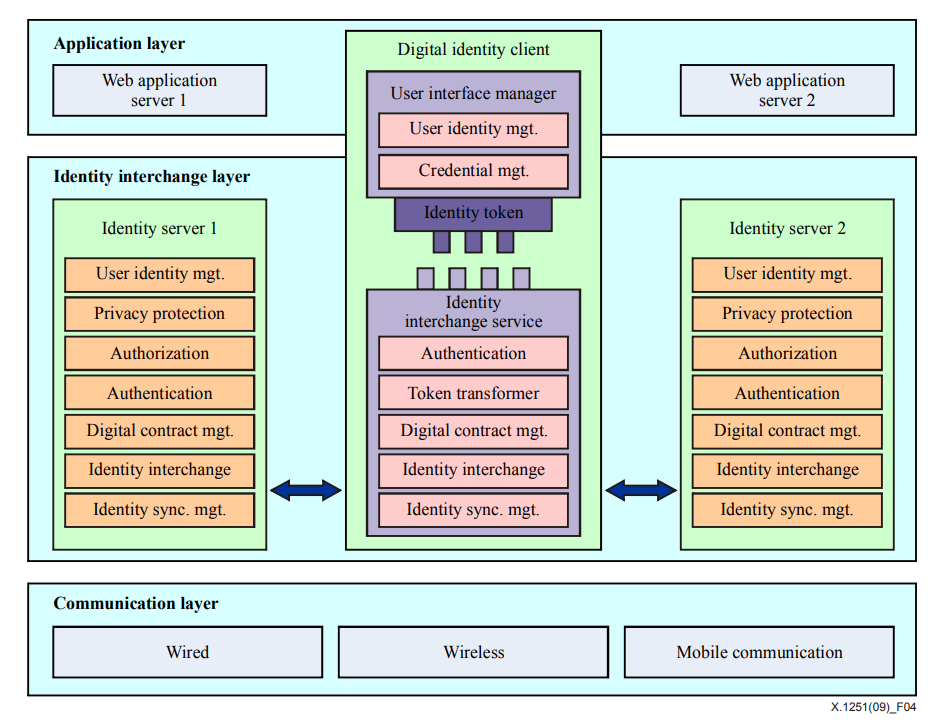 Application layer
Web application
server 1
Digital identity client
User interface manager
User identity mgt.
Credential mgt.
Identity token
Web application
server 2
Identity interchange layer
Identity server 1
User identity mgt.
Privacy protection
Authorization
Authentication
Digital contract mgt.
Identity interchange
Identity sync. mgt.
Identity
interchange service
Authentication
Token transformer
Digital contract mgt.
Identity interchange
Identity sync. mgt.
Identity server 2
User identity mgt.
Privacy protection
Authorization
Authentication
Digital contract mgt.
Identity interchange
Identity sync. mgt.
Communication layer
Wired
Wireless
Mobile communication
X.1251(09)_F04